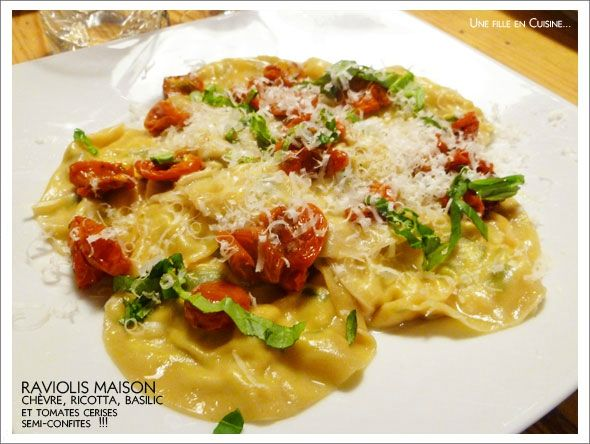 Une fille en Cuisine...
RAVIOLIS MAISON
CHÈVRE, RICOTTA, BASILIC
ET TOMATES CERISES
SEMI-CONFITES !!!